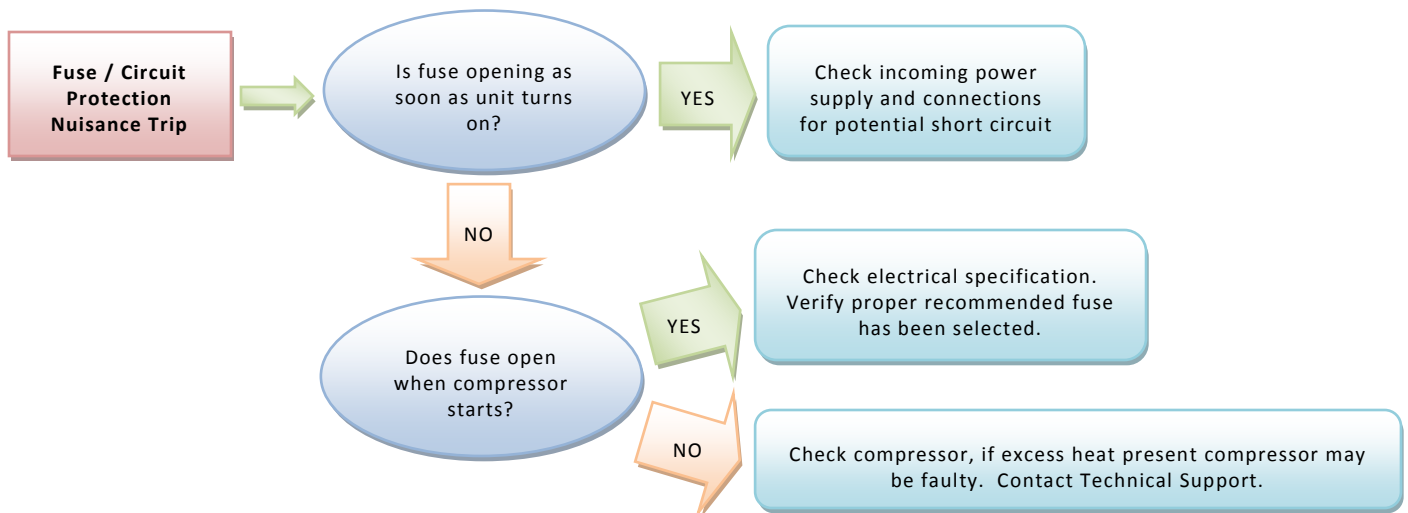 Fuse / Circuit
Protection
Nuisance Trip
Is fuse opening as
soon as unit turns
on?
YES
Check incoming power
supply and connections
for potential short circuit
NO
Does fuse open
when compressor
starts?
YES
Check electrical specification.
Verify proper recommended fuse
has been selected.
NO
Check compressor, if excess heat present compressor may
be faulty. Contact Technical Support.